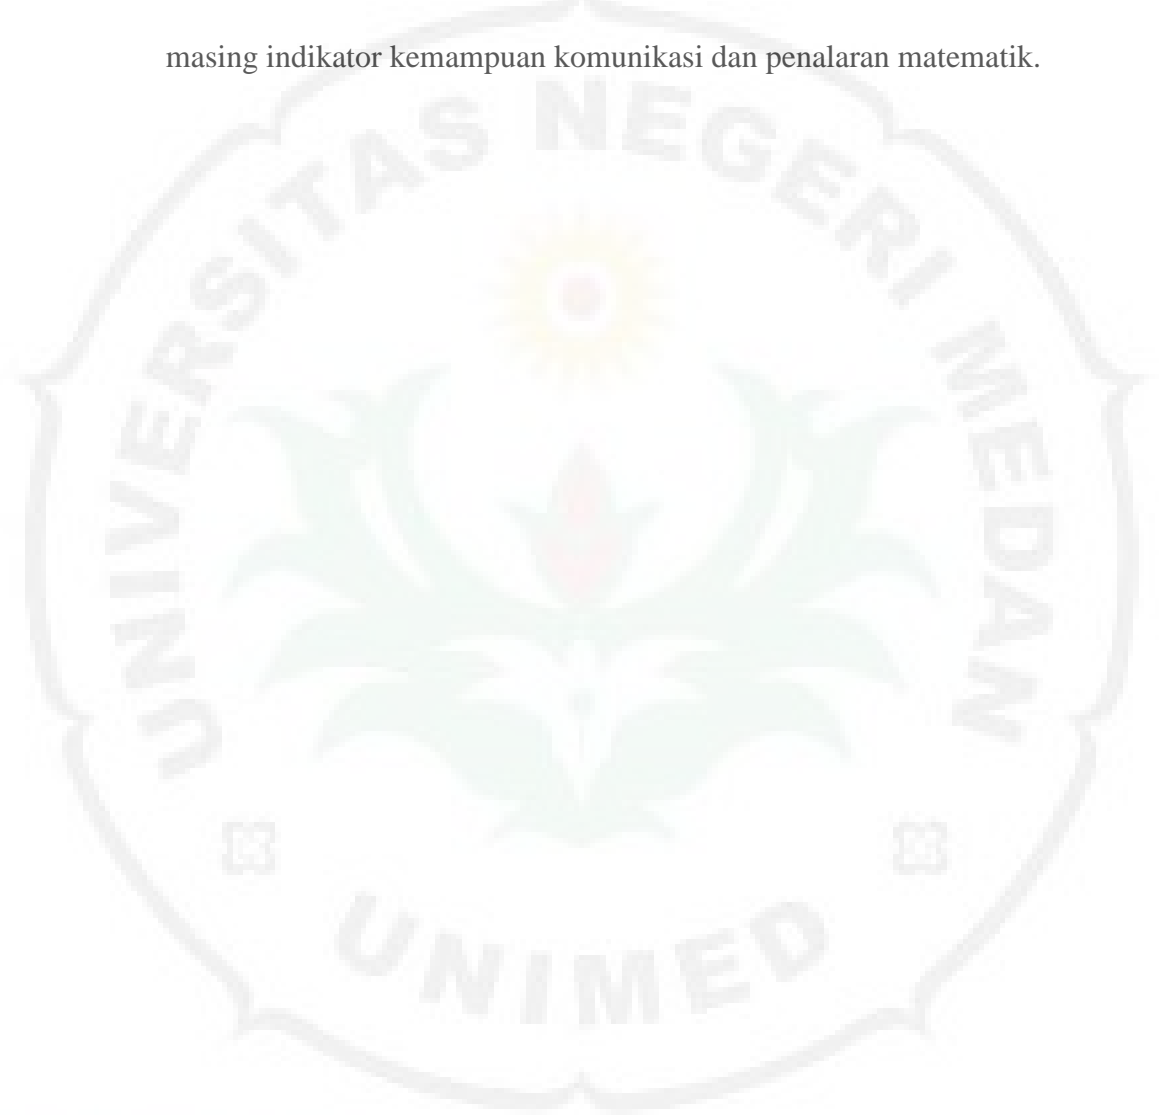 masing indikator kemampuan komunikasi dan penalaran matematik.
UNIVERSITAS NEGERI MEDAN
UNIMED